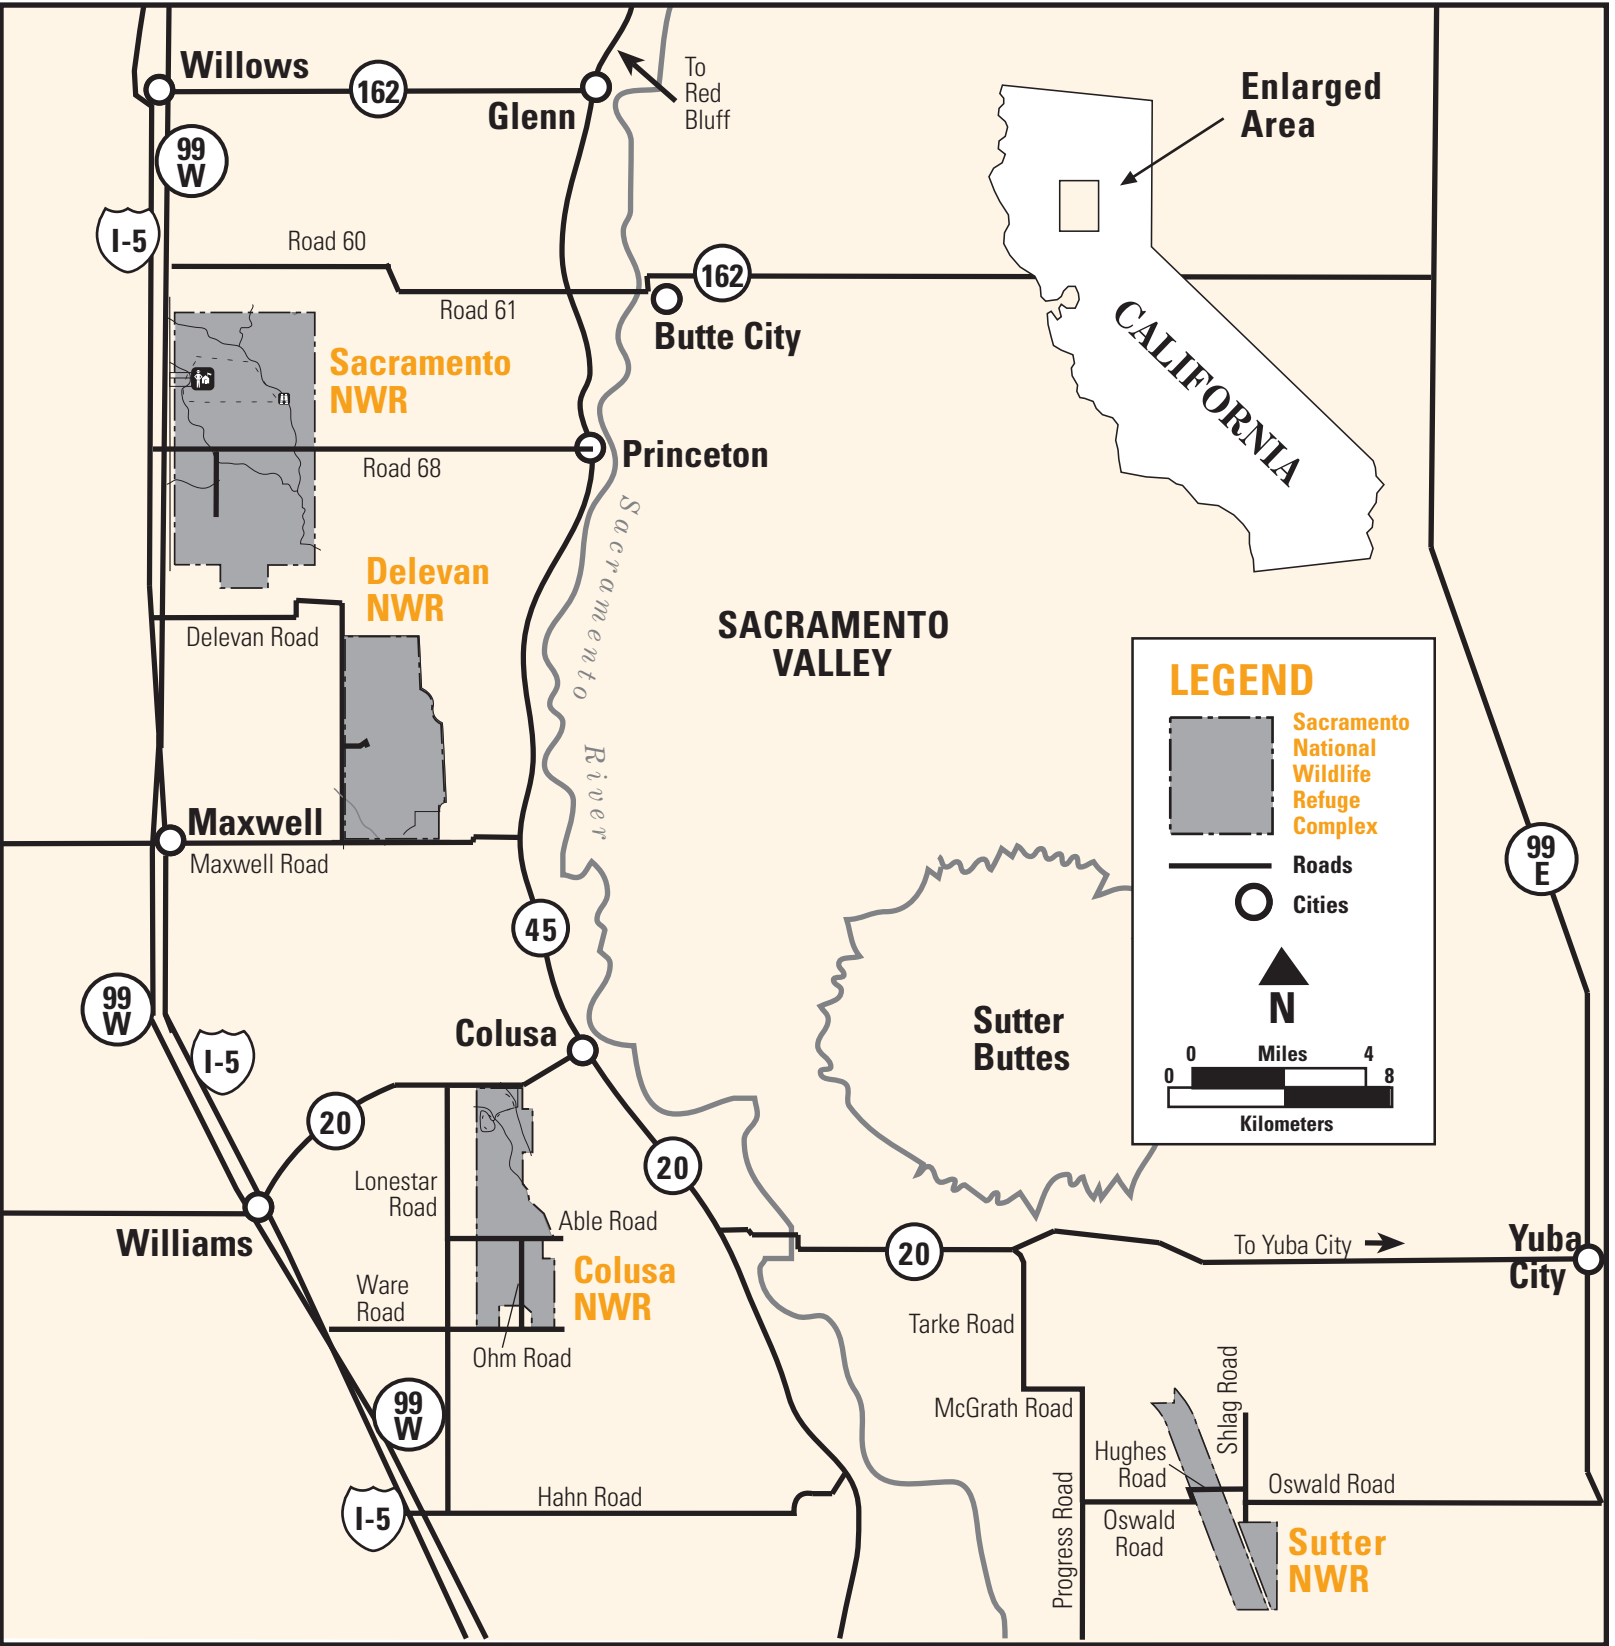 Willows
162
Glenn
To
Red
Bluff
99
W
I-5
Enlarged
Area
CALIFORNIA
Road 60
Road 61
162
Butte City
Sacramento
NWR
Princeton
Road 68
Sacramento River
Delevan
NWR
Delevan Road
SACRAMENTO
VALLEY
Maxwell
Maxwell Road
45
LEGEND
Sacramento
National
Wildlife
Refuge
Complex
Roads
Cities
N
0 Miles 4
0 8
Kilometers
99
E
Sutter
Buttes
99
W
I-5
Colusa
20
20
Lonestar
Road
Able Road
Williams
Colusa
NWR
Ware
Road
Ohm Road
20
To Yuba City
Yuba
City
Tarke Road
McGrath Road
99
W
I-5
Hahn Road
Progress Road
Hughes
Road
Shlag Road
Oswald Road
Oswald
Road
Sutter
NWR